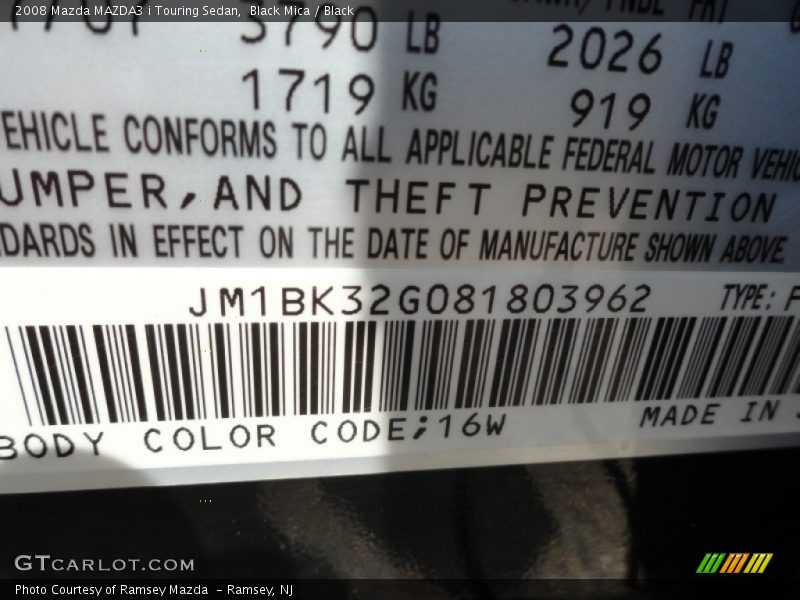 2008 Mazda MAZDA3 i Touring Sedan, Black Mica / Black
3790 LB 2026 LB
1719 KG 919 KG
VEHICLE CONFORMS TO ALL APPLICABLE FEDERAL MOTOR VEHIC
UMPER, AND THEFT PREVENTION
DARDS IN EFFECT ON THE DATE OF MANUFACTURE SHOWN ABOVE
JM1BK32G081803962 TYPE: P
BODY COLOR CODE;16W MADE IN
GTCARLOT.COM
Photo Courtesy of Ramsey Mazda - Ramsey, NJ